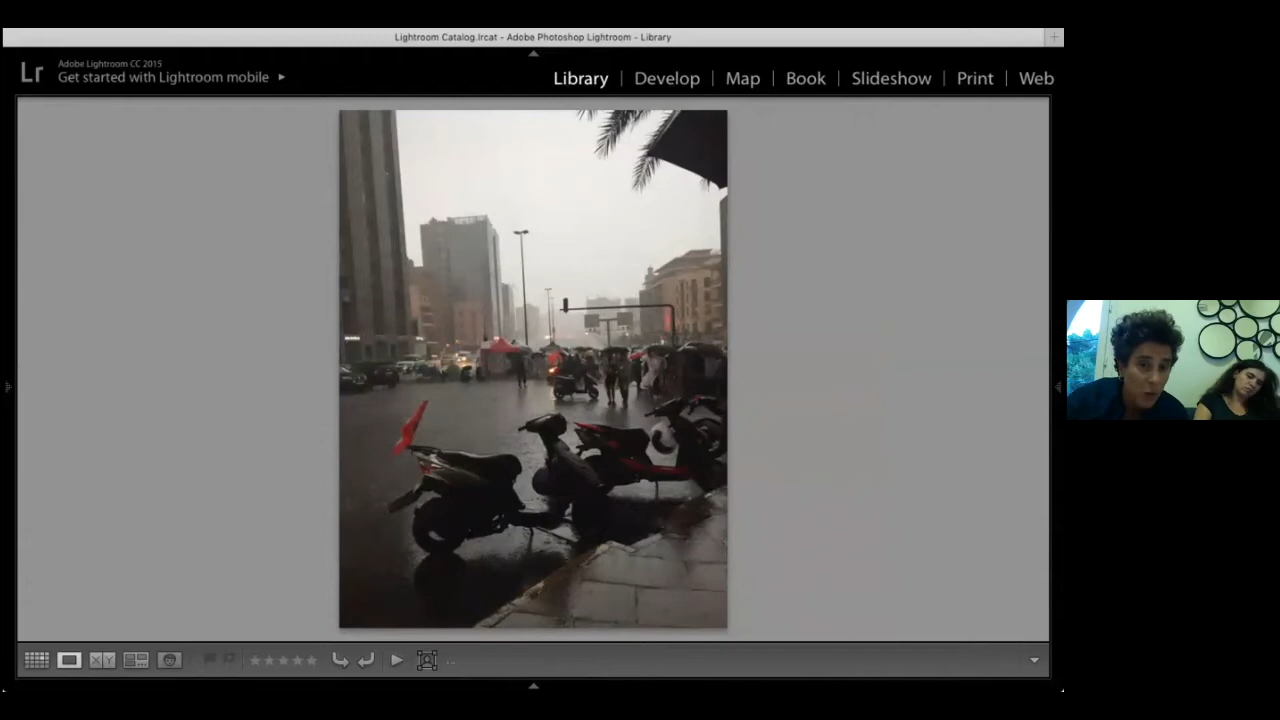 Lightroom Catalog.lrcat - Adobe Photoshop Lightroom - Library
Lr
Adobe Lightroom CC 2015
Get started with Lightroom mobile
Library | Develop | Map | Book | Slideshow | Print | Web
XY